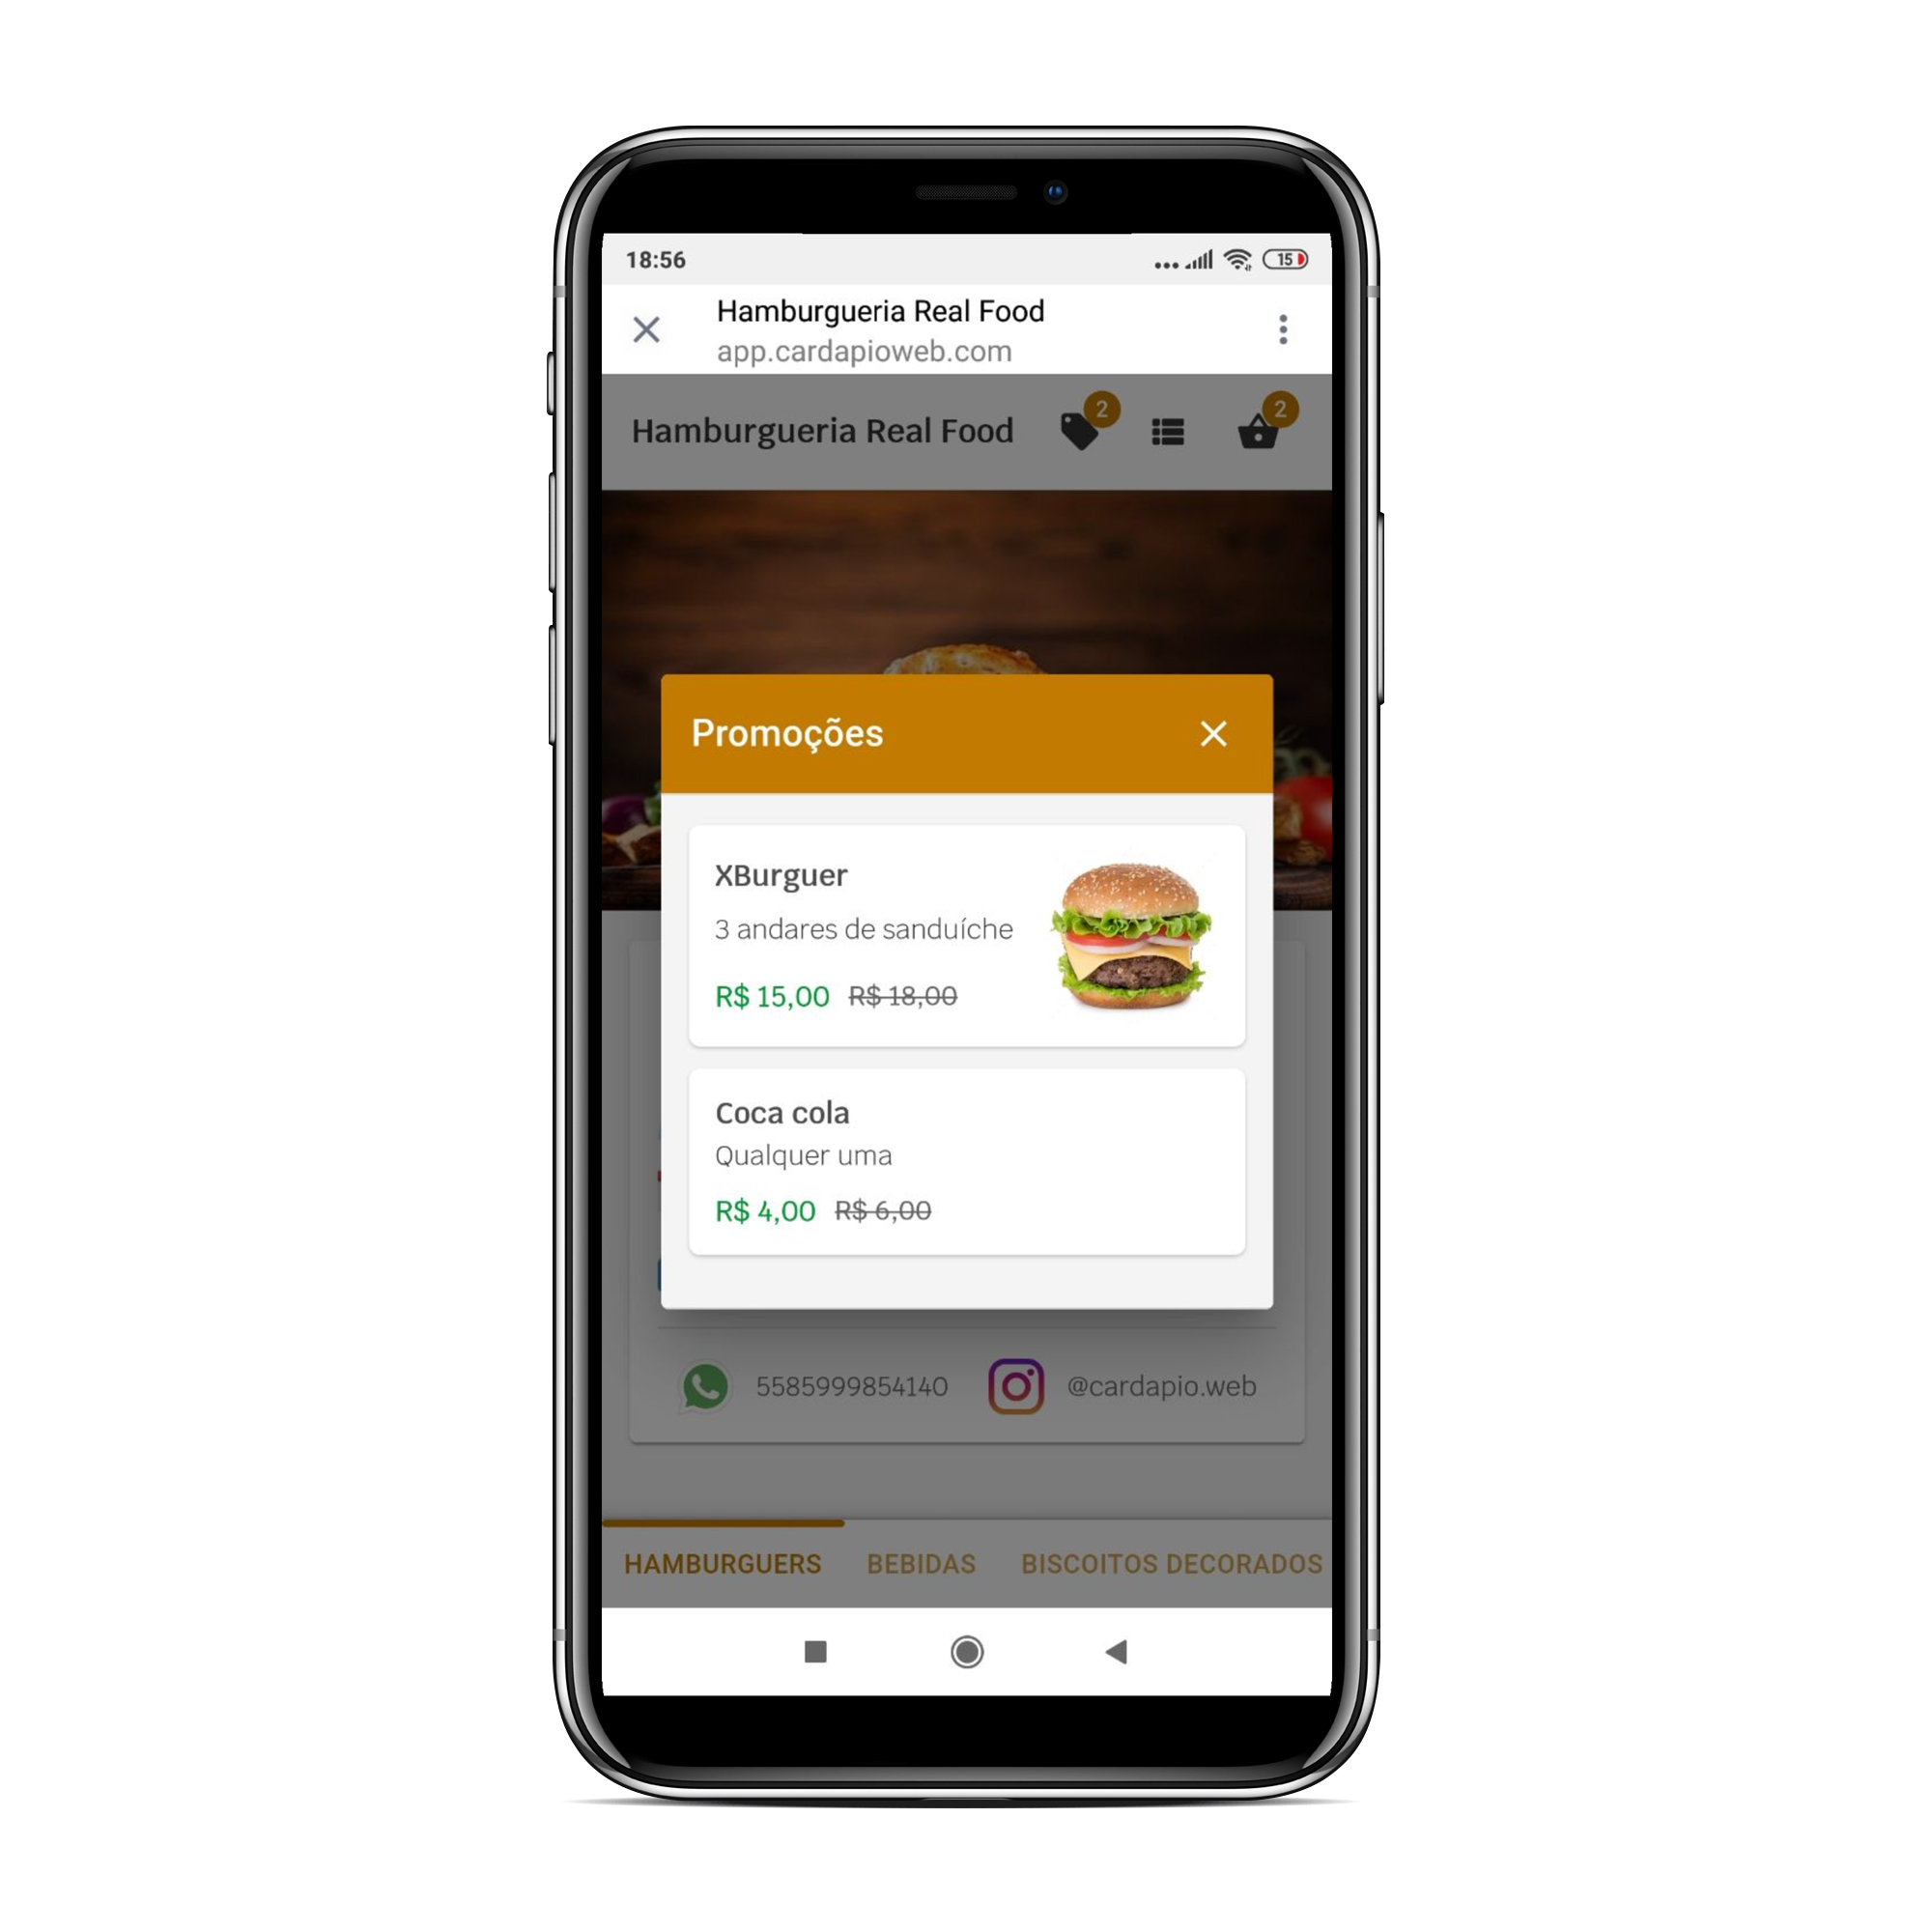 18:56
15
Hamburgueria Real Food
app.cardapioweb.com
Hamburgueria Real Food
2
2
Promoções
XBurguer
3 andares de sanduíche
R$ 15,00 R$ 18,00
Coca cola
Qualquer uma
R$ 4,00 R$ 6,00
5585999854140
@cardapio.web
HAMBURGUERS
BEBIDAS
BISCOITOS DECORADOS